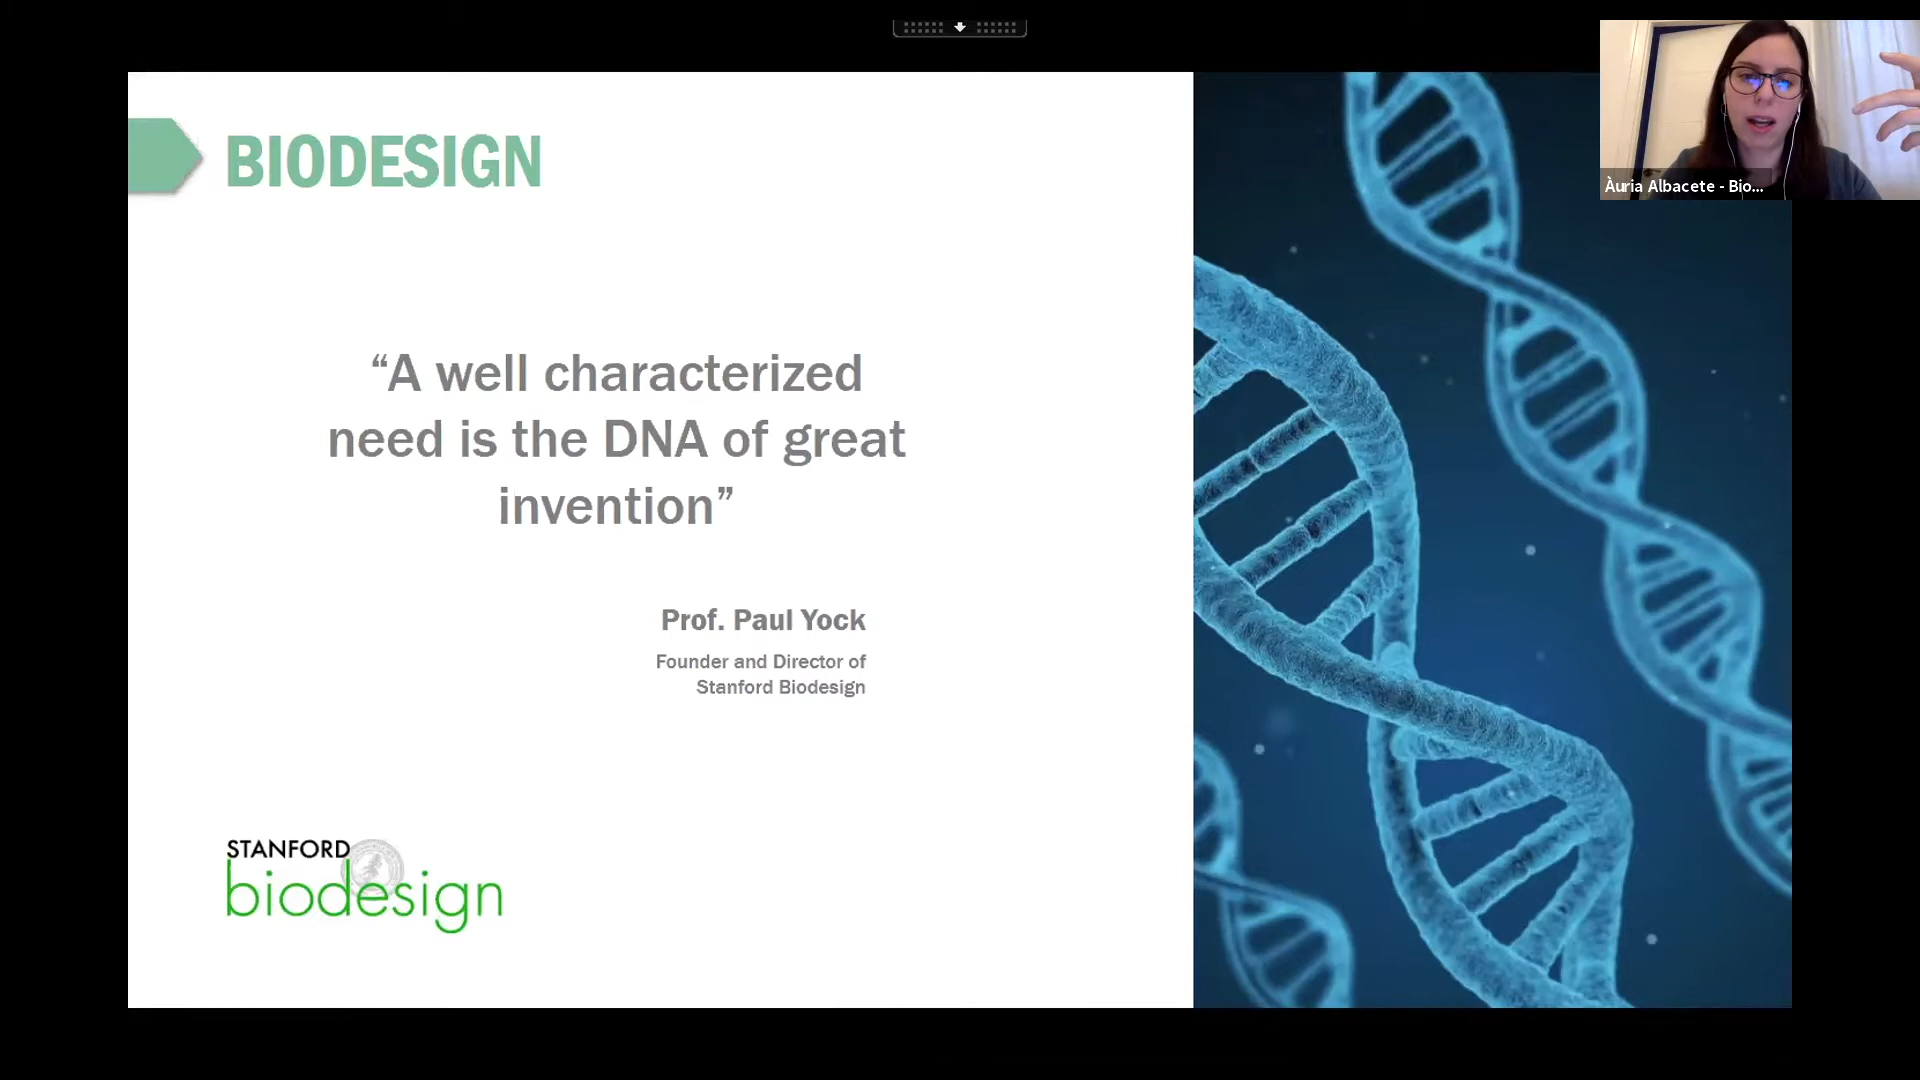 BIODESIGN
“A well characterized
need is the DNA of great
invention”
Prof. Paul Yock
Founder and Director of
Stanford Biodesign
STANFORD
biodesign
Àuria Albacete - Bio...